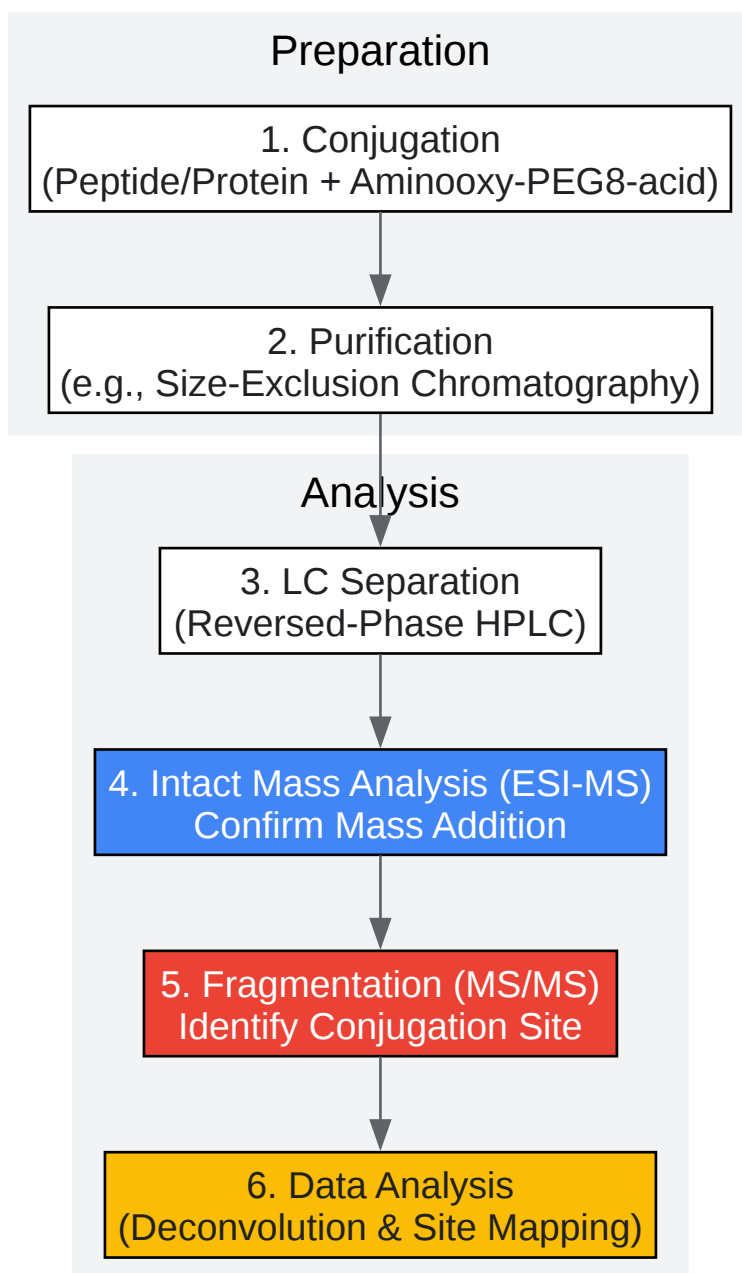 Preparation
1. Conjugation
(Peptide/Protein + Aminooxy-PEG8-acid)
2. Purification
(e.g., Size-Exclusion Chromatography)
Analysis
3. LC Separation
(Reversed-Phase HPLC)
4. Intact Mass Analysis (ESI-MS)
Confirm Mass Addition
5. Fragmentation (MS/MS)
Identify Conjugation Site
6. Data Analysis
(Deconvolution & Site Mapping)